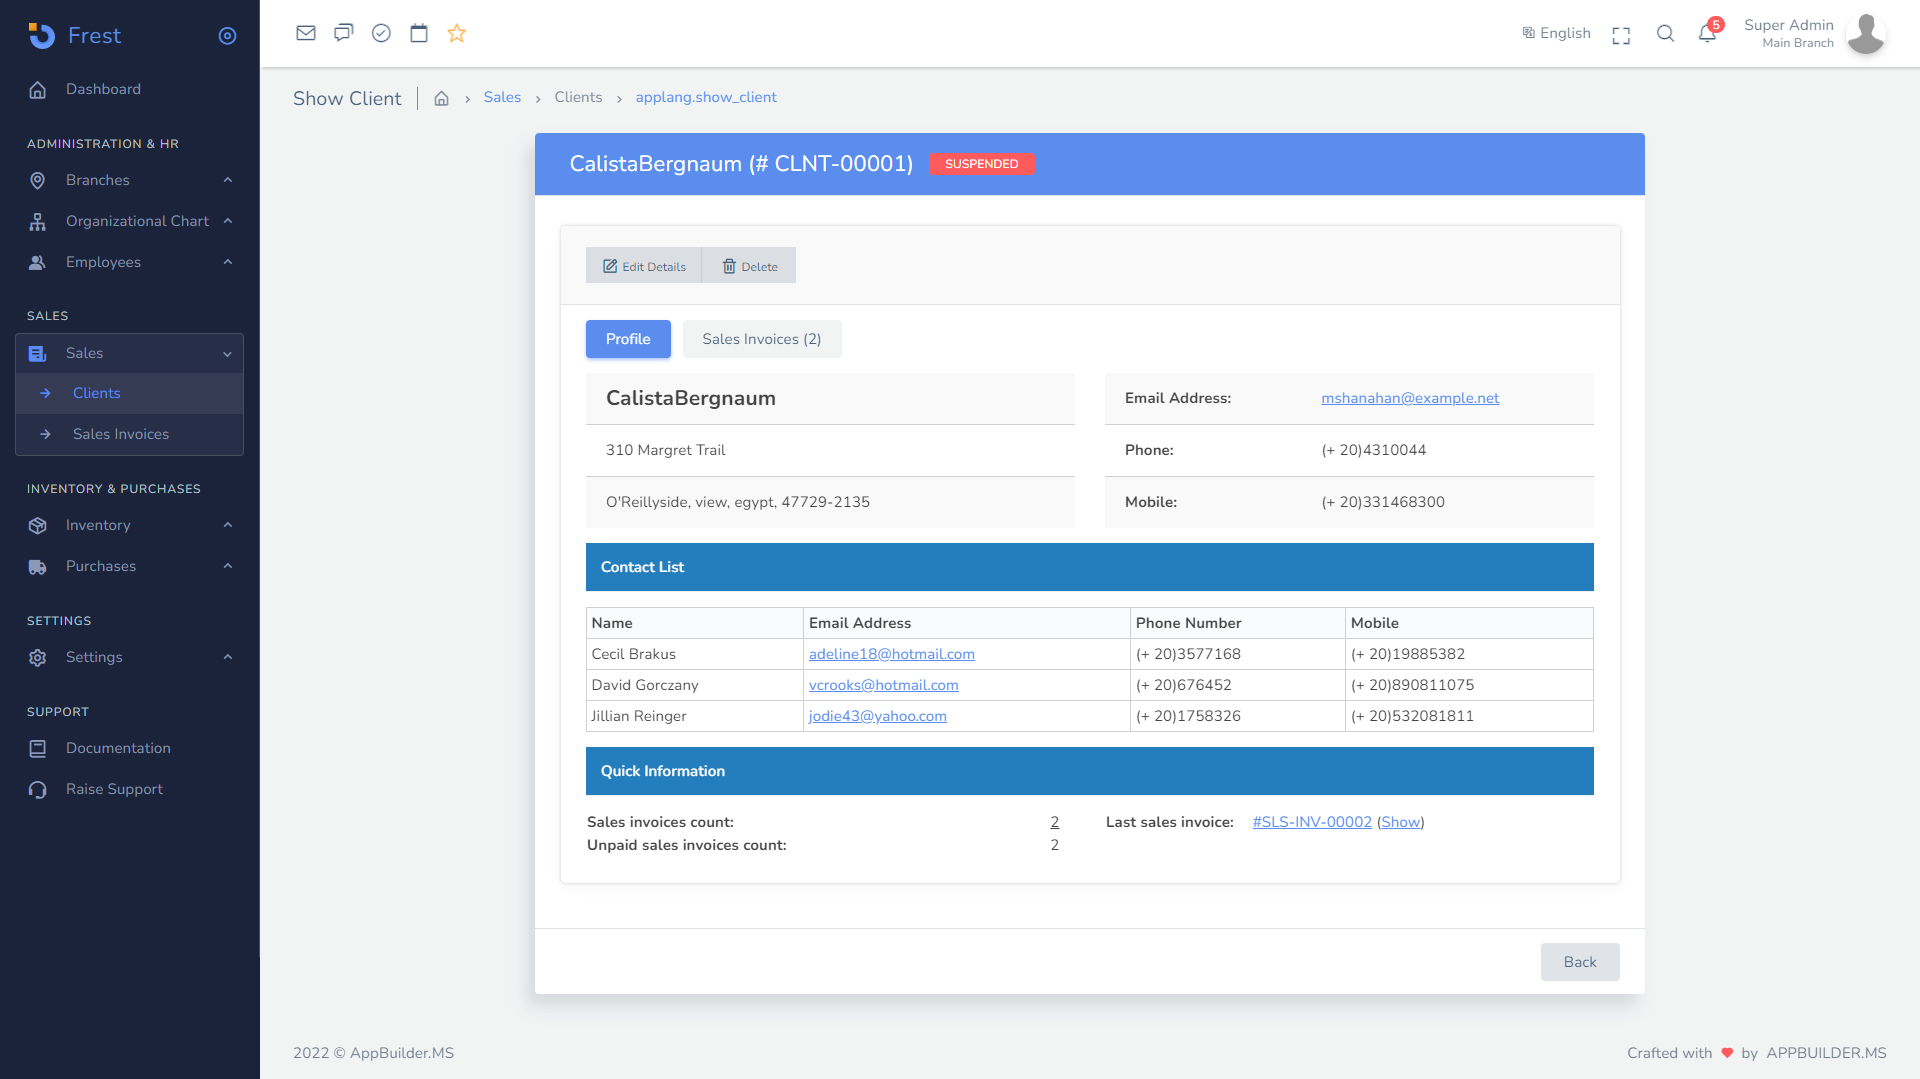 Frest
Dashboard
ADMINISTRATION & HR
Branches
Organizational Chart
Employees
SALES
Sales
Clients
Sales Invoices
INVENTORY & PURCHASES
Inventory
Purchases
SETTINGS
Settings
SUPPORT
Documentation
Raise Support
English
5
Super Admin
Main Branch
Show Client
Sales
Clients
applang.show_client
CalistaBergnaum (# CLNT-00001) SUSPENDED
Edit Details
Delete
Profile
Sales Invoices (2)
CalistaBergnaum
310 Margret Trail
O'Reillyside, view, egypt, 47729-2135
Email Address: mshanahan@example.net
Phone: (+ 20)4310044
Mobile: (+ 20)331468300
Contact List
Name Email Address Phone Number Mobile
Cecil Brakus adeline18@hotmail.com (+ 20)3577168 (+ 20)19885382
David Gorczany vcrooks@hotmail.com (+ 20)676452 (+ 20)890811075
Jillian Reinger jodie43@yahoo.com (+ 20)1758326 (+ 20)532081811
Quick Information
Sales invoices count: 2
Unpaid sales invoices count: 2
Last sales invoice: #SLS-INV-00002 (Show)
Back
2022 © AppBuilder.MS
Crafted with ♥ by APPBUILDER.MS